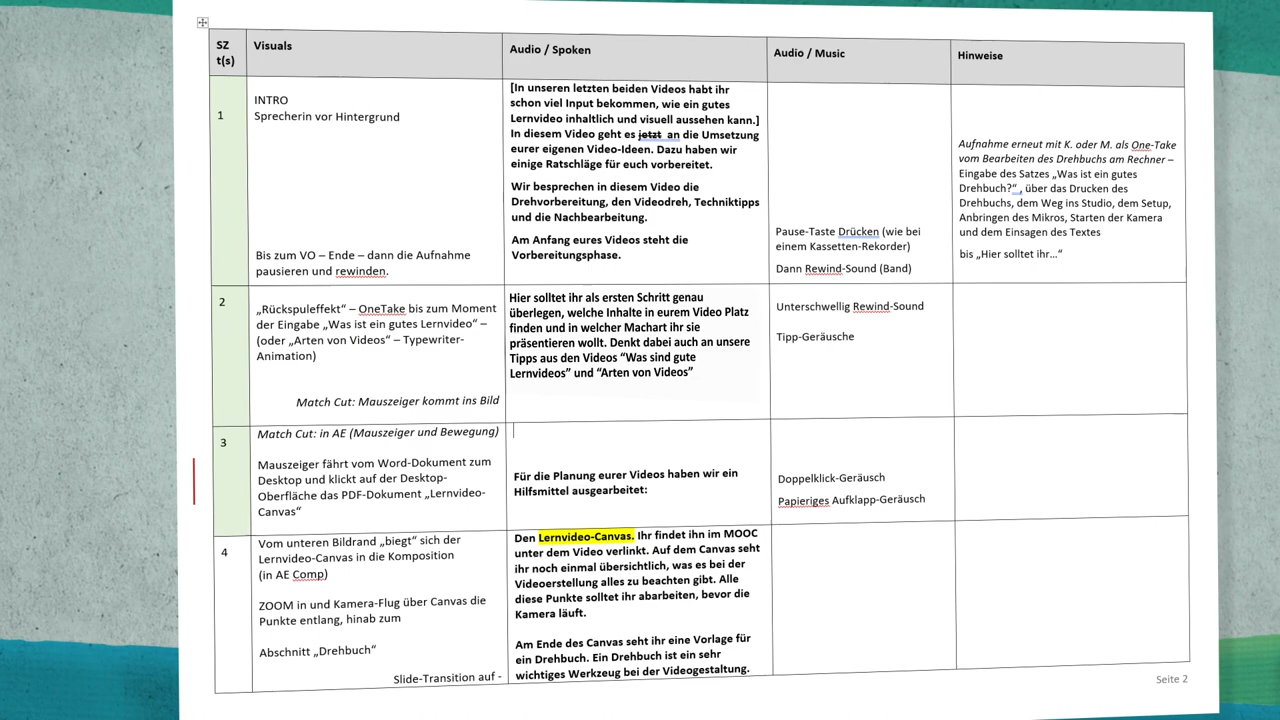 SZ
t(s)
Visuals
Audio / Spoken
Audio / Music
Hinweise
1
INTRO
Sprecherin vor Hintergrund
Bis zum VO – Ende – dann die Aufnahme
pausieren und rewinden.
[In unseren letzten beiden Videos habt ihr
schon viel Input bekommen, wie ein gutes
Lernvideo inhaltlich und visuell aussehen kann.]
In diesem Video geht es jetzt an die Umsetzung
eurer eigenen Video-Ideen. Dazu haben wir
einige Ratschläge für euch vorbereitet.
Wir besprechen in diesem Video die
Drehvorbereitung, den Videodreh, Techniktipps
und die Nachbearbeitung.
Am Anfang eures Videos steht die
Vorbereitungsphase.
Pause-Taste Drücken (wie bei
einem Kassetten-Rekorder)
Dann Rewind-Sound (Band)
Aufnahme erneut mit K. oder M. als One-Take
vom Bearbeiten des Drehbuchs am Rechner –
Eingabe des Satzes „Was ist ein gutes
Drehbuch?“ , über das Drucken des
Drehbuchs, dem Weg ins Studio, dem Setup,
Anbringen des Mikros, Starten der Kamera
und dem Einsagen des Textes
bis „Hier solltet ihr…“
2
„Rückspuleffekt“ – OneTake bis zum Moment
der Eingabe „Was ist ein gutes Lernvideo“ –
(oder „Arten von Videos“ – Typewriter-
Animation)
Match Cut: Mauszeiger kommt ins Bild
Hier solltet ihr als ersten Schritt genau
überlegen, welche Inhalte in eurem Video Platz
finden und in welcher Machart ihr sie
präsentieren wollt. Denkt dabei auch an unsere
Tipps aus den Videos “Was sind gute
Lernvideos” und “Arten von Videos”
Unterschwellig Rewind-Sound
Tipp-Geräusche
3
Match Cut: in AE (Mauszeiger und Bewegung)
Mauszeiger fährt vom Word-Dokument zum
Desktop und klickt auf der Desktop-
Oberfläche das PDF-Dokument „Lernvideo-
Canvas“
Für die Planung eurer Videos haben wir ein
Hilfsmittel ausgearbeitet:
Doppelklick-Geräusch
Papieriges Aufklapp-Geräusch
4
Vom unteren Bildrand „biegt“ sich der
Lernvideo-Canvas in die Komposition
(in AE Comp)
ZOOM in und Kamera-Flug über Canvas die
Punkte entlang, hinab zum
Abschnitt „Drehbuch“
Slide-Transition auf -
Den Lernvideo-Canvas. Ihr findet ihn im MOOC
unter dem Video verlinkt. Auf dem Canvas seht
ihr noch einmal übersichtlich, was es bei der
Videoerstellung alles zu beachten gibt. Alle
diese Punkte solltet ihr abarbeiten, bevor die
Kamera läuft.
Am Ende des Canvas seht ihr eine Vorlage für
ein Drehbuch. Ein Drehbuch ist ein sehr
wichtiges Werkzeug bei der Videogestaltung.
Seite 2